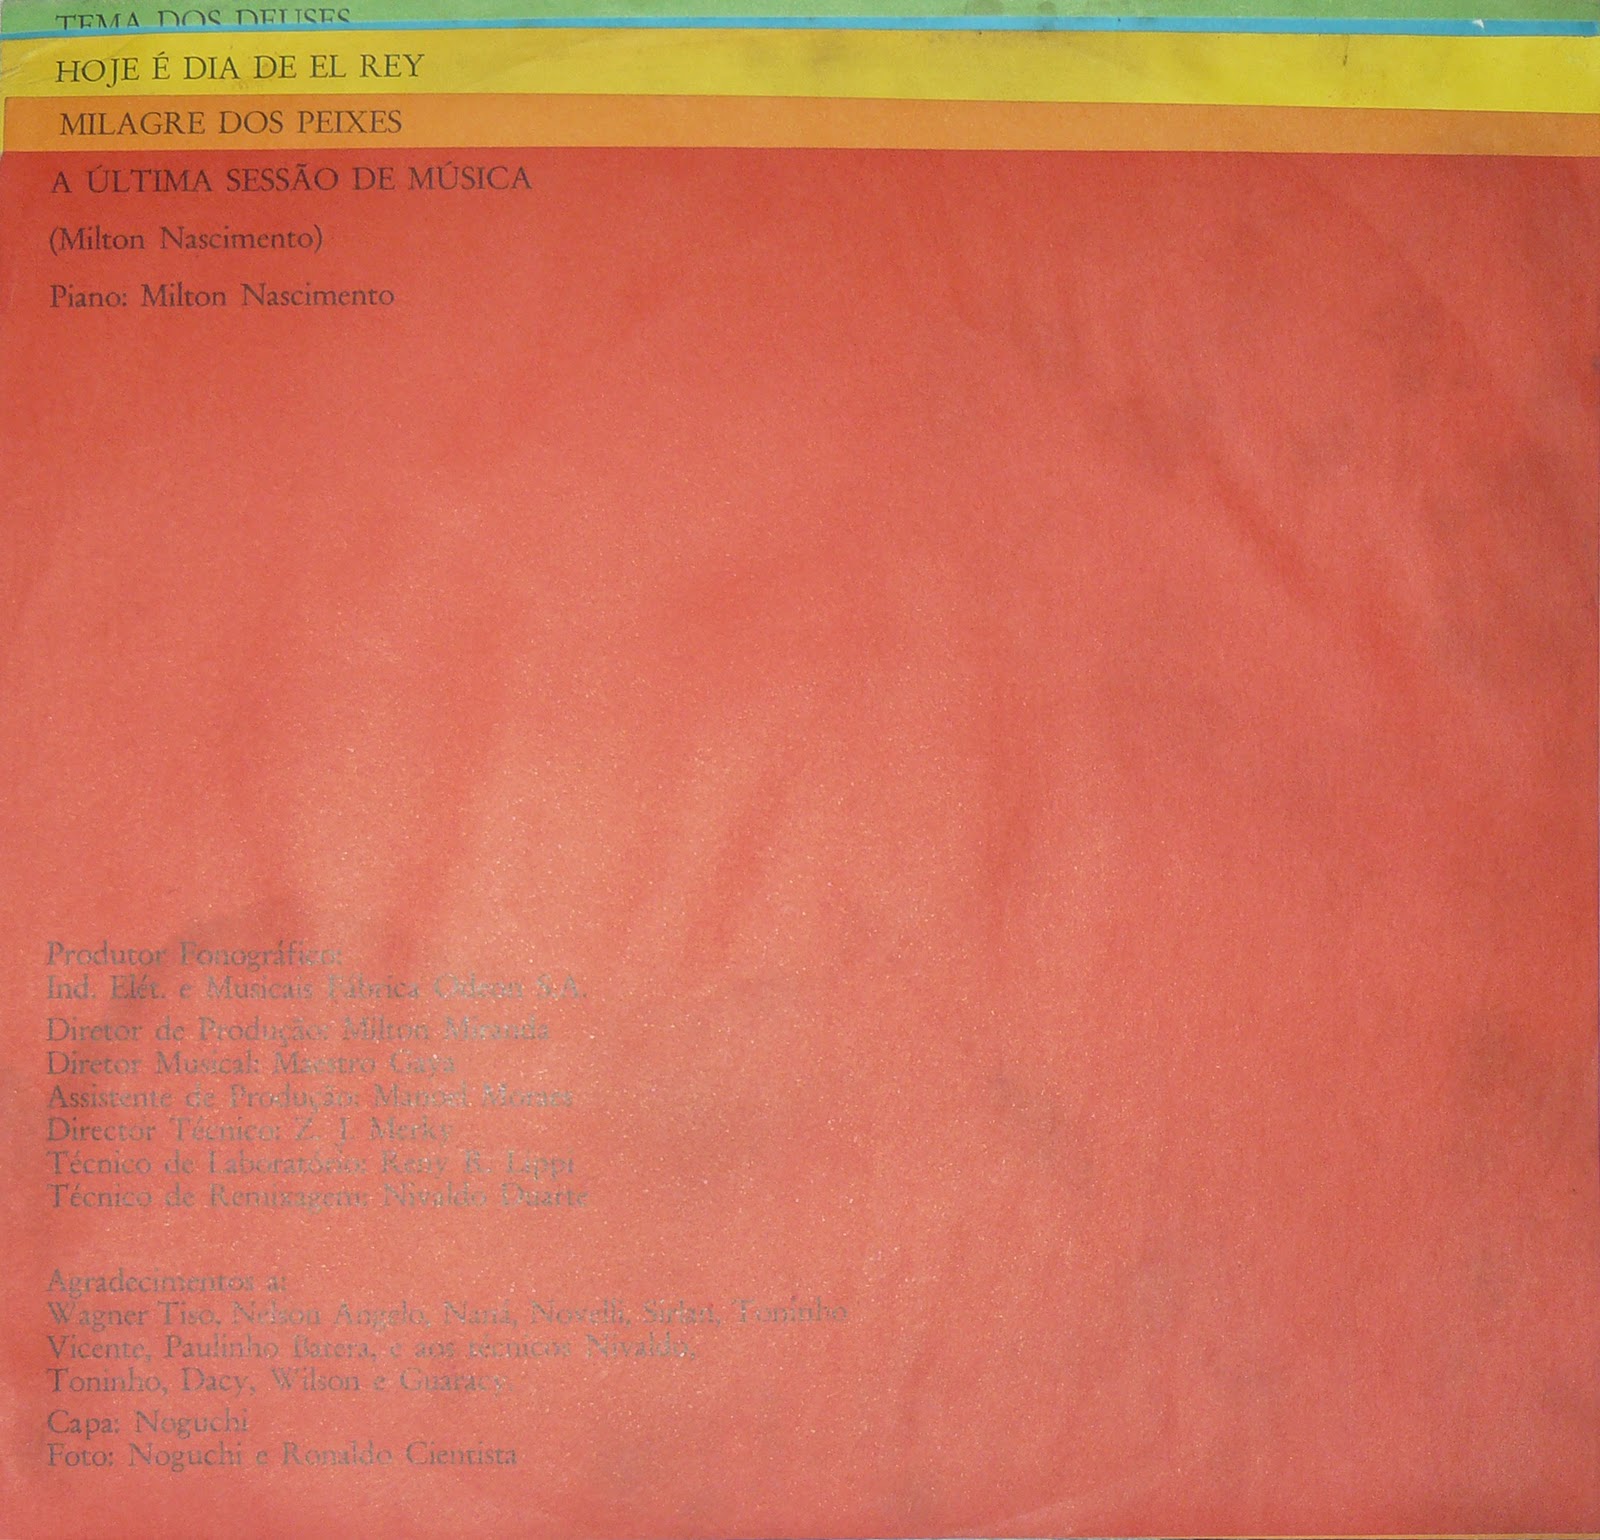 TEMA DOS DEUSES
HOJE É DIA DE EL REY
MILAGRE DOS PEIXES
A ÚLTIMA SESSÃO DE MÚSICA
(Milton Nascimento)
Piano: Milton Nascimento
Produtor Fonográfico:
Ind. Elét. e Musicais Fábrica Odeon S.A.
Diretor de Produção: Milton Miranda
Diretor Musical: Maestro Gaya
Assistente de Produção: Manoel Moraes
Director Técnico: Z. J. Merky
Técnico de Laboratório: Reny R. Lippi
Técnico de Remixagem: Nivaldo Duarte
Agradecimentos a:
Wagner Tiso, Nelson Angelo, Naná, Novelli, Sirlan, Toninho
Vicente, Paulinho Batera, e aos técnicos Nivaldo,
Toninho, Dacy, Wilson e Guaracy.
Capa: Noguchi
Foto: Noguchi e Ronaldo Cientista